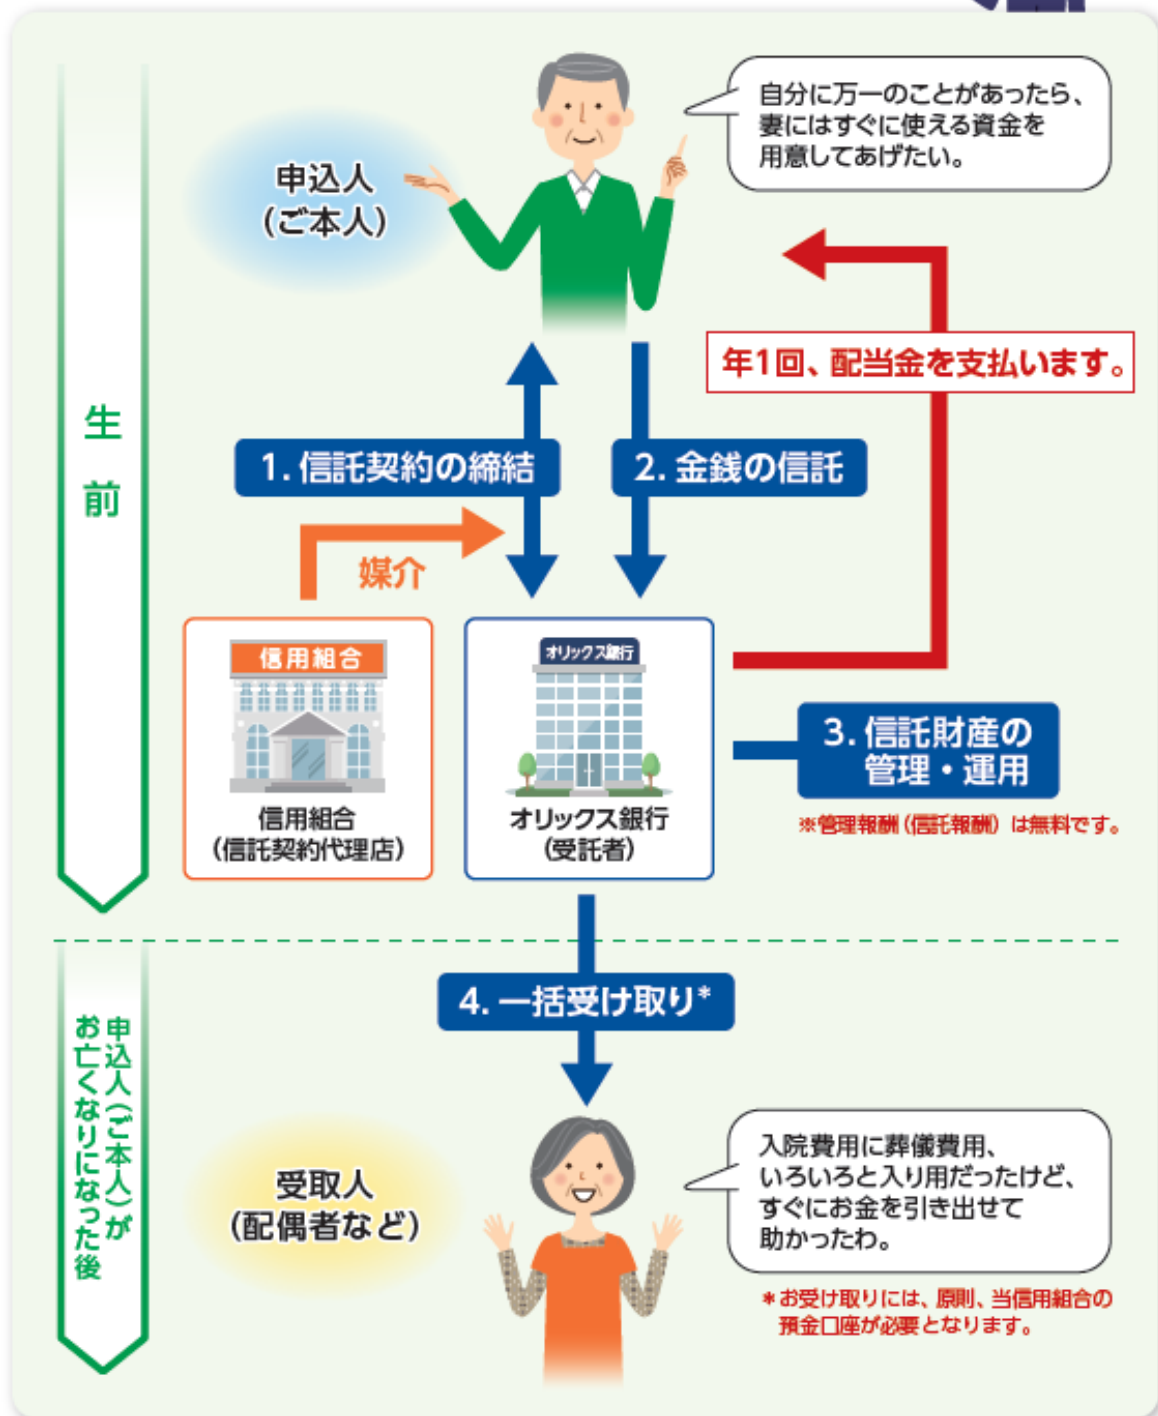 自分に万一のことがあったら、
妻にはすぐに使える資金を
用意してあげたい。
申込人
(ご本人)
年1回、配当金を支払います。
生前
1. 信託契約の締結
2. 金銭の信託
媒介
信用組合
信用組合
(信託契約代理店)
オリックス銀行
オリックス銀行
(受託者)
3. 信託財産の
管理・運用
※管理報酬(信託報酬)は無料です。
4. 一括受け取り*
申込人(ご本人)が
お亡くなりになった後
受取人
(配偶者など)
入院費用に葬儀費用、
いろいろと入り用だったけど、
すぐにお金を引き出せて
助かったわ。
*お受け取りには、原則、当信用組合の
預金口座が必要となります。